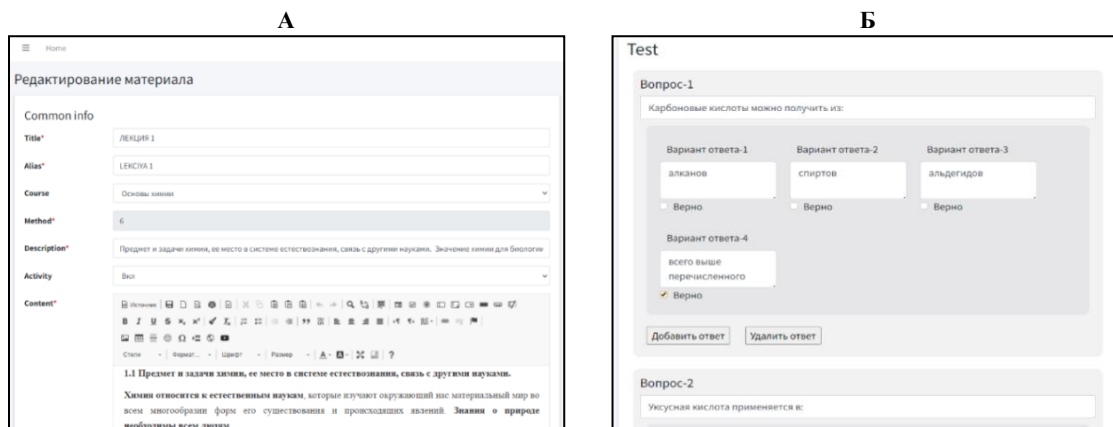 А
Home
Редактирование материала
Common info
Title* ЛЕКЦИЯ 1
Alias* LEKCIYA 1
Course Основы химии
Method* 6
Description* Предмет и задачи химии, ее место в системе естествознания, связь с другими науками. Значение химии для биологии
Activity Вкл
Content* Источник
Стили Формат... Шрифт Размер
1.1 Предмет и задачи химии, ее место в системе естествознания, связь с другими науками.
Химия относится к естественным наукам, которые изучают окружающий нас материальный мир во
всем многообразии форм его существования и происходящих явлений. Знания о природе
необходимы всем людям.
Б
Test
Вопрос-1
Карбоновые кислоты можно получить из:
Вариант ответа-1 Вариант ответа-2 Вариант ответа-3
алканов спиртов альдегидов
Верно Верно Верно
Вариант ответа-4
всего выше
перечисленного
Верно
Добавить ответ Удалить ответ
Вопрос-2
Уксусная кислота применяется в: